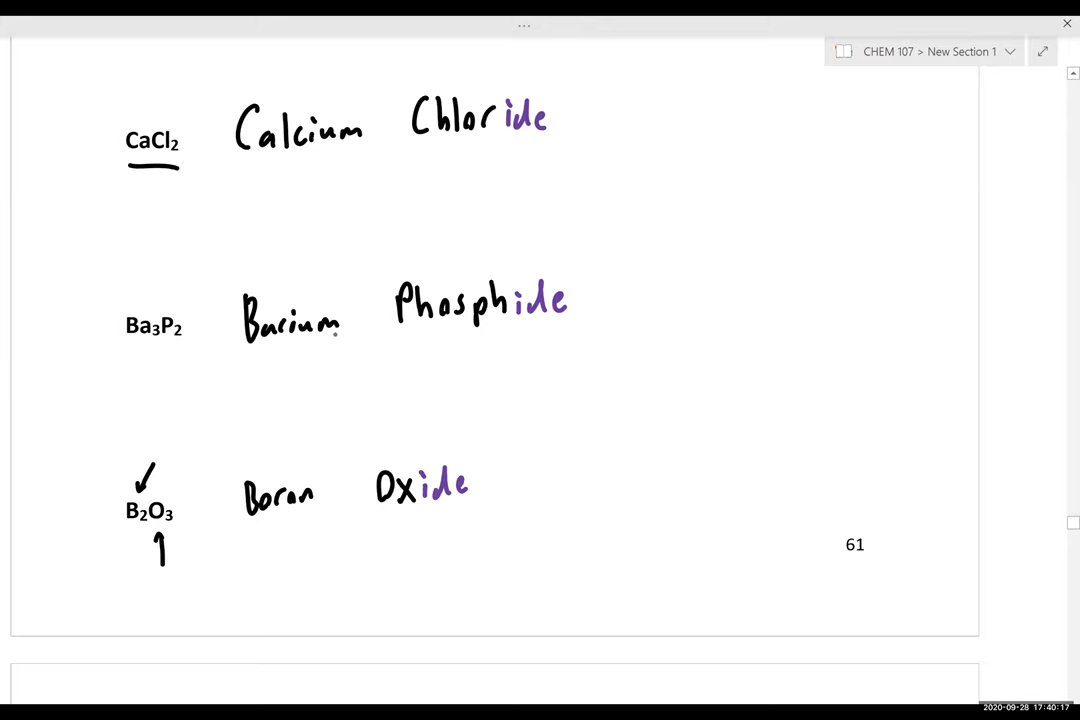 CHEM 107 > New Section 1
CaCl₂ Calcium Chloride
Ba₃P₂ Barium Phosphide
B₂O₃ Boron Oxide
61
2020-09-28 17:40:17